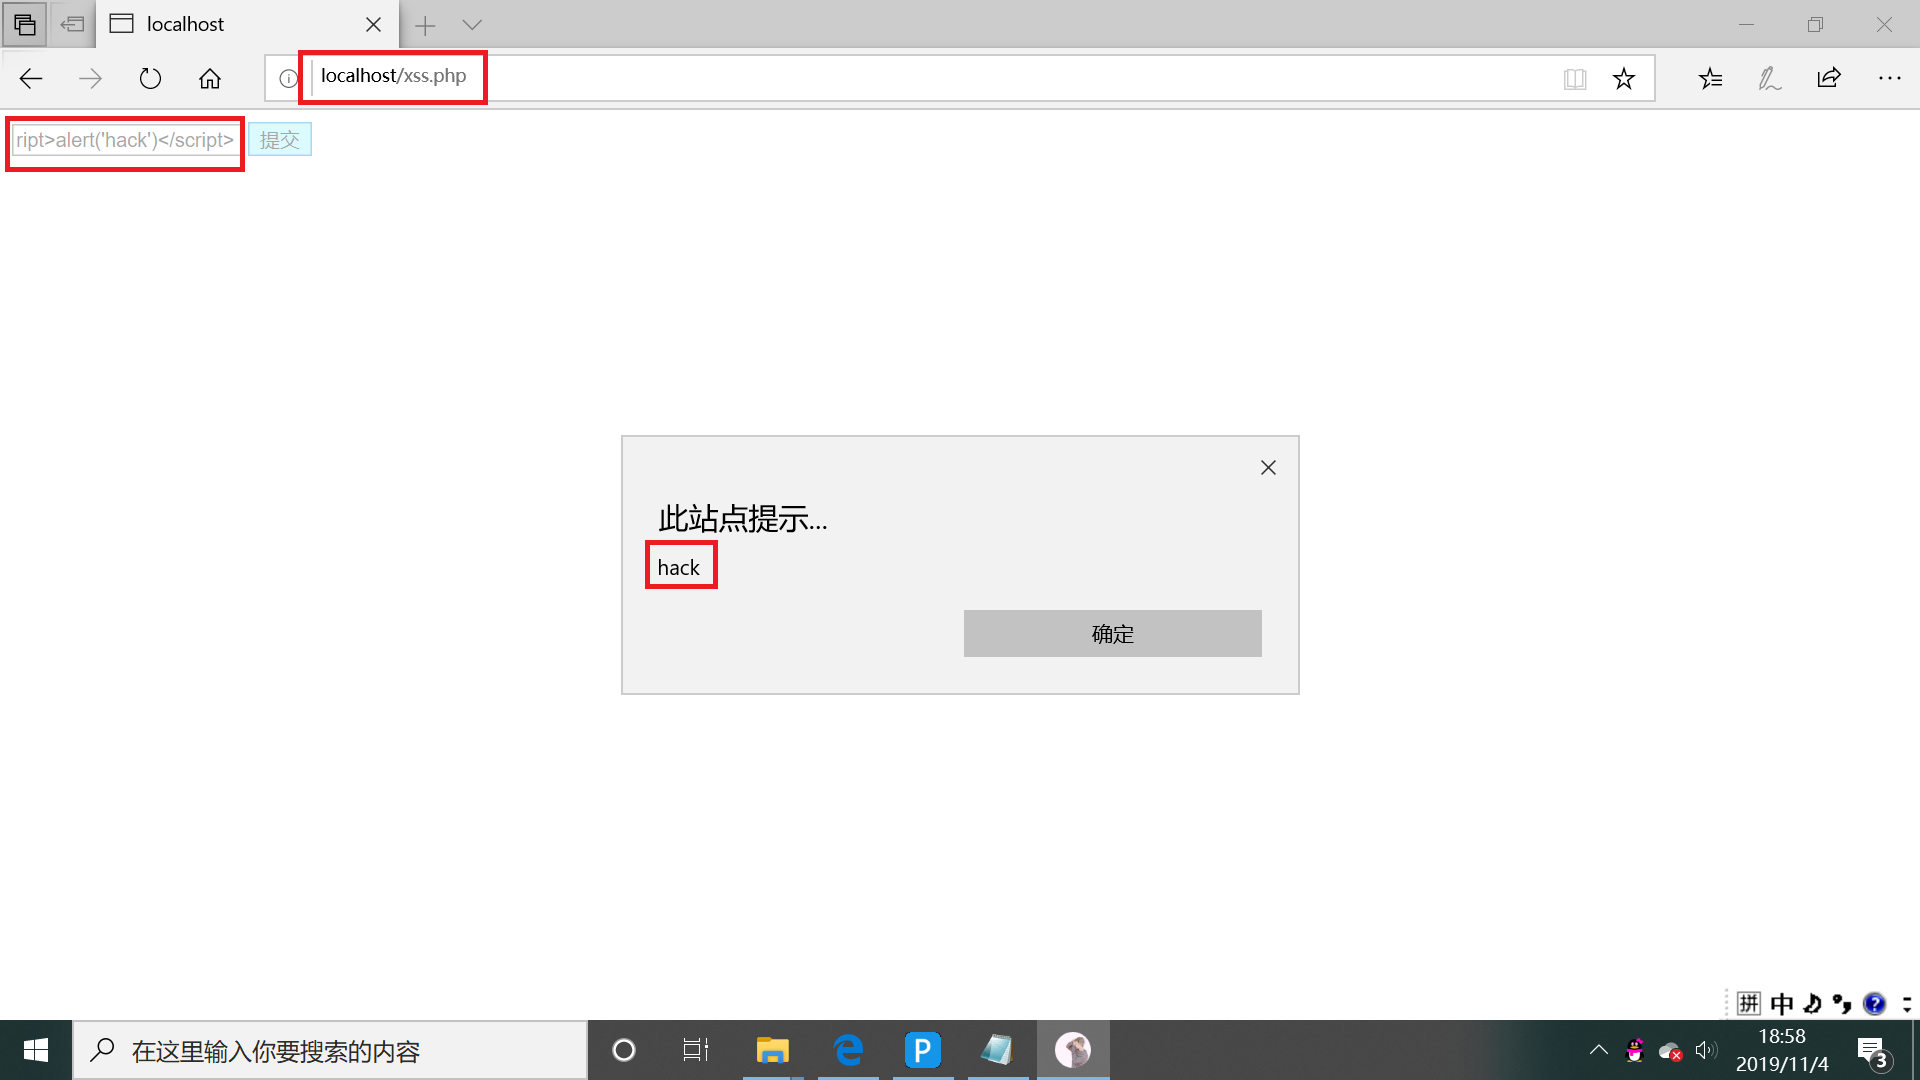 localhost
localhost/xss.php
ript>alert('hack')</script>
提交
此站点提示...
hack
确定
拼 中
在这里输入你要搜索的内容
P
18:58
2019/11/4
3